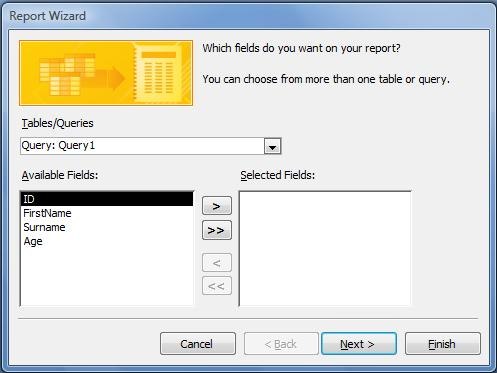 Report Wizard
Which fields do you want on your report?
You can choose from more than one table or query.
Tables/Queries
Query: Query1
Available Fields:
Selected Fields:
ID
FirstName
Surname
Age
>
>>
<
<<
Cancel
< Back
Next >
Finish